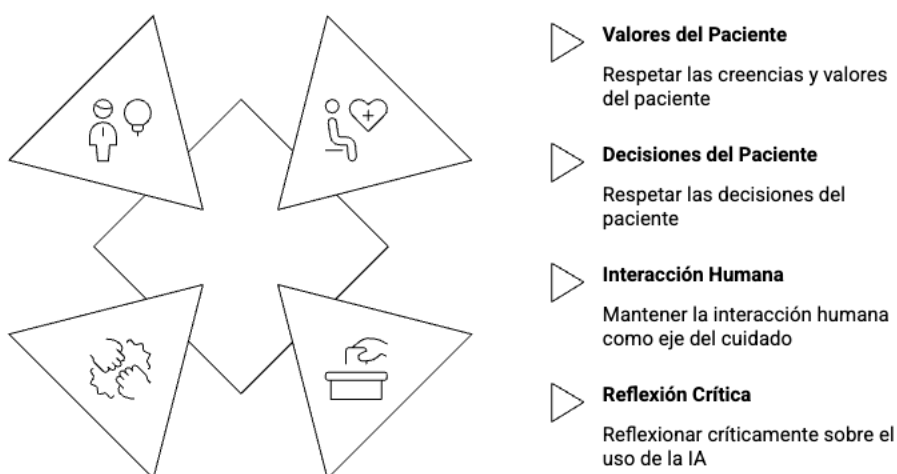 Valores del Paciente
Respetar las creencias y valores
del paciente
Decisiones del Paciente
Respetar las decisiones del
paciente
Interacción Humana
Mantener la interacción humana
como eje del cuidado
Reflexión Crítica
Reflexionar críticamente sobre el
uso de la IA